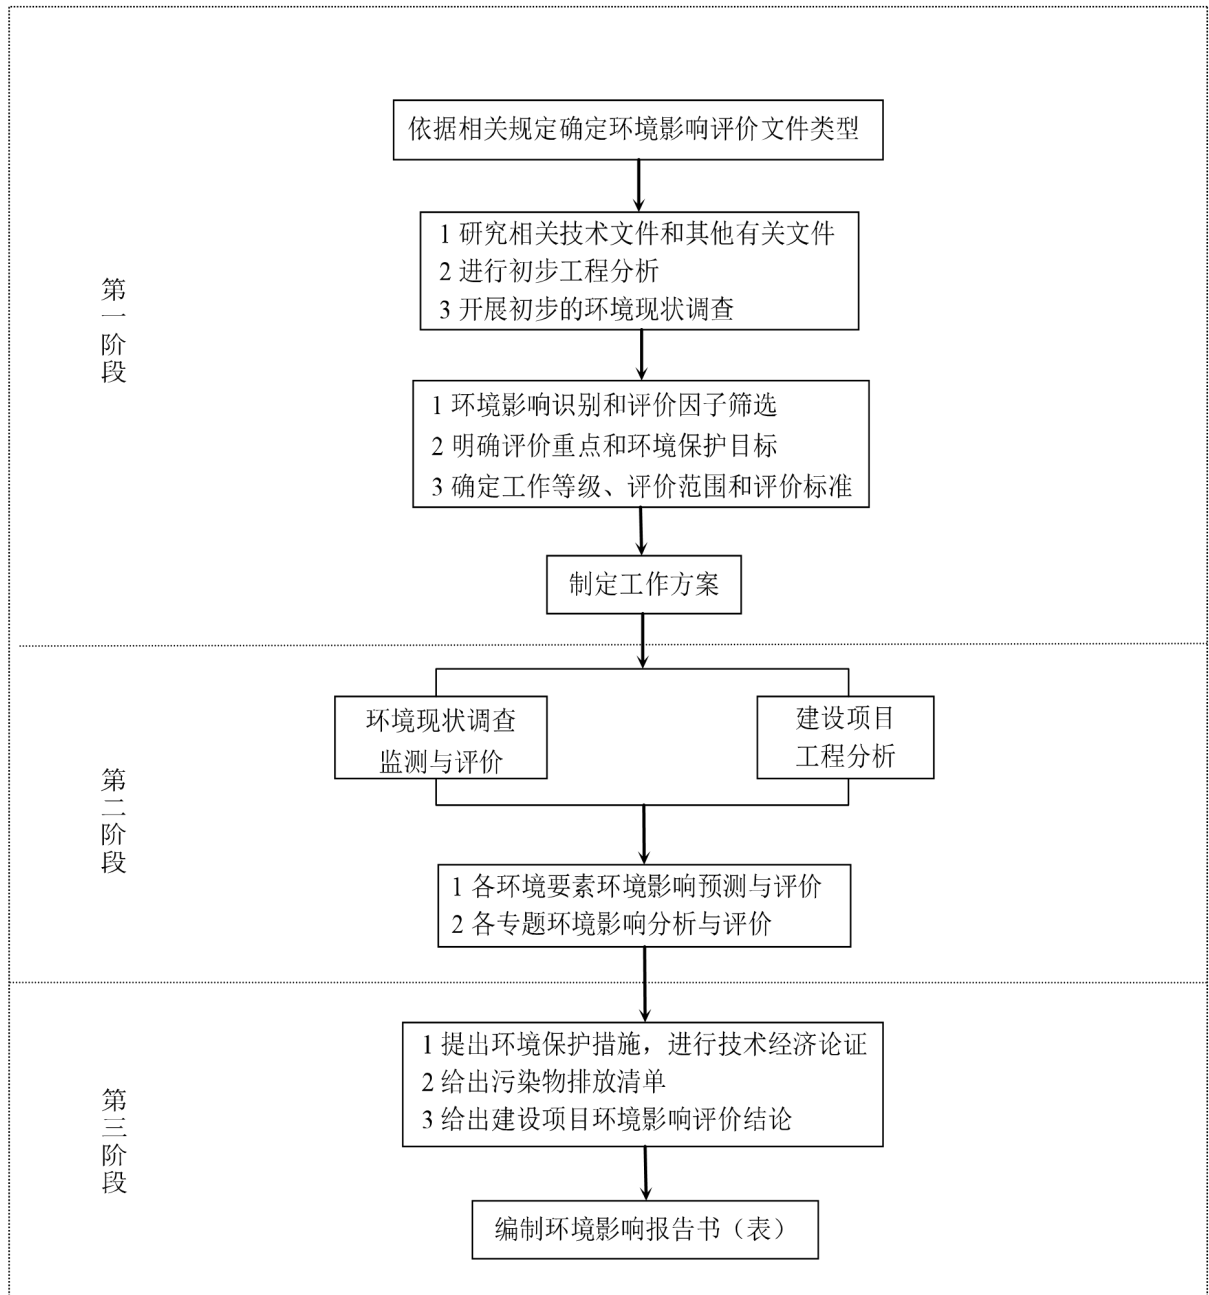 依据相关规定确定环境影响评价文件类型
1 研究相关技术文件和其他有关文件
2 进行初步工程分析
3 开展初步的环境现状调查
第一阶段
1 环境影响识别和评价因子筛选
2 明确评价重点和环境保护目标
3 确定工作等级、评价范围和评价标准
制定工作方案
环境现状调查
监测与评价
建设项目
工程分析
第二阶段
1 各环境要素环境影响预测与评价
2 各专题环境影响分析与评价
1 提出环境保护措施，进行技术经济论证
2 给出污染物排放清单
3 给出建设项目环境影响评价结论
第三阶段
编制环境影响报告书（表）